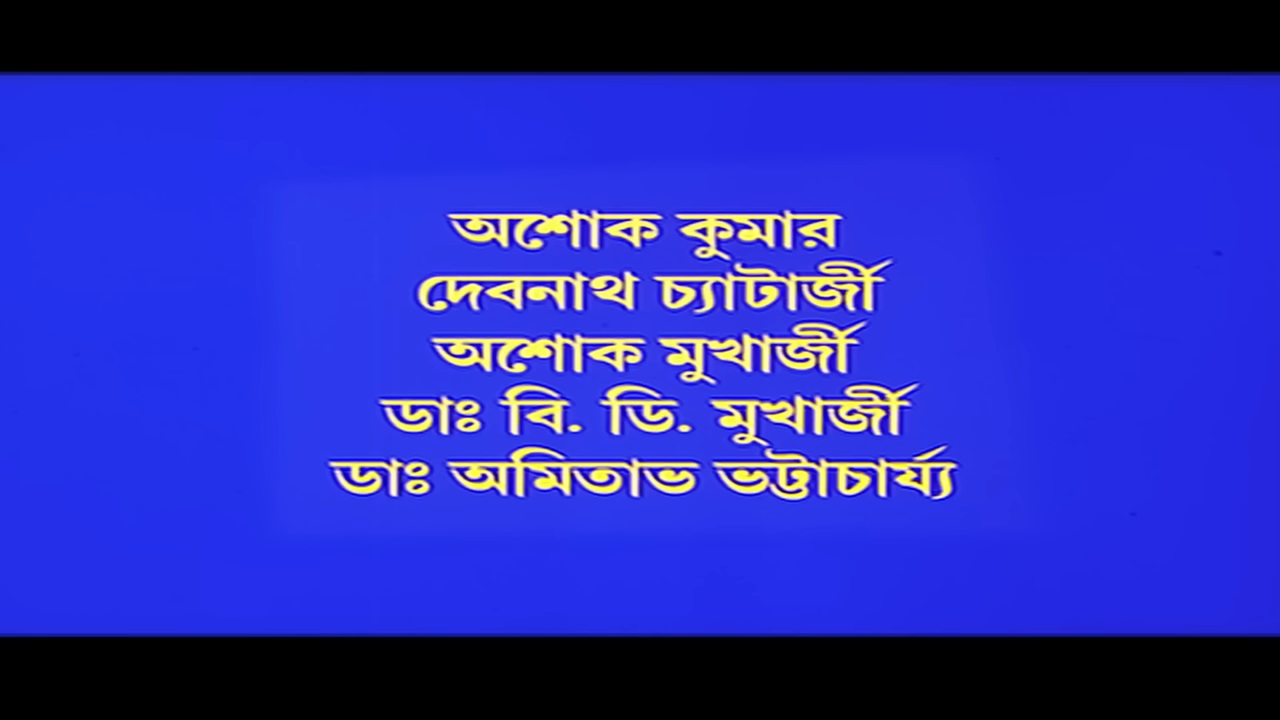 অশোক কুমার
দেবনাথ চ্যাটার্জী
অশোক মুখার্জী
ডাঃ বি. ডি. মুখার্জী
ডাঃ অমিতাভ ভট্টাচার্য্য